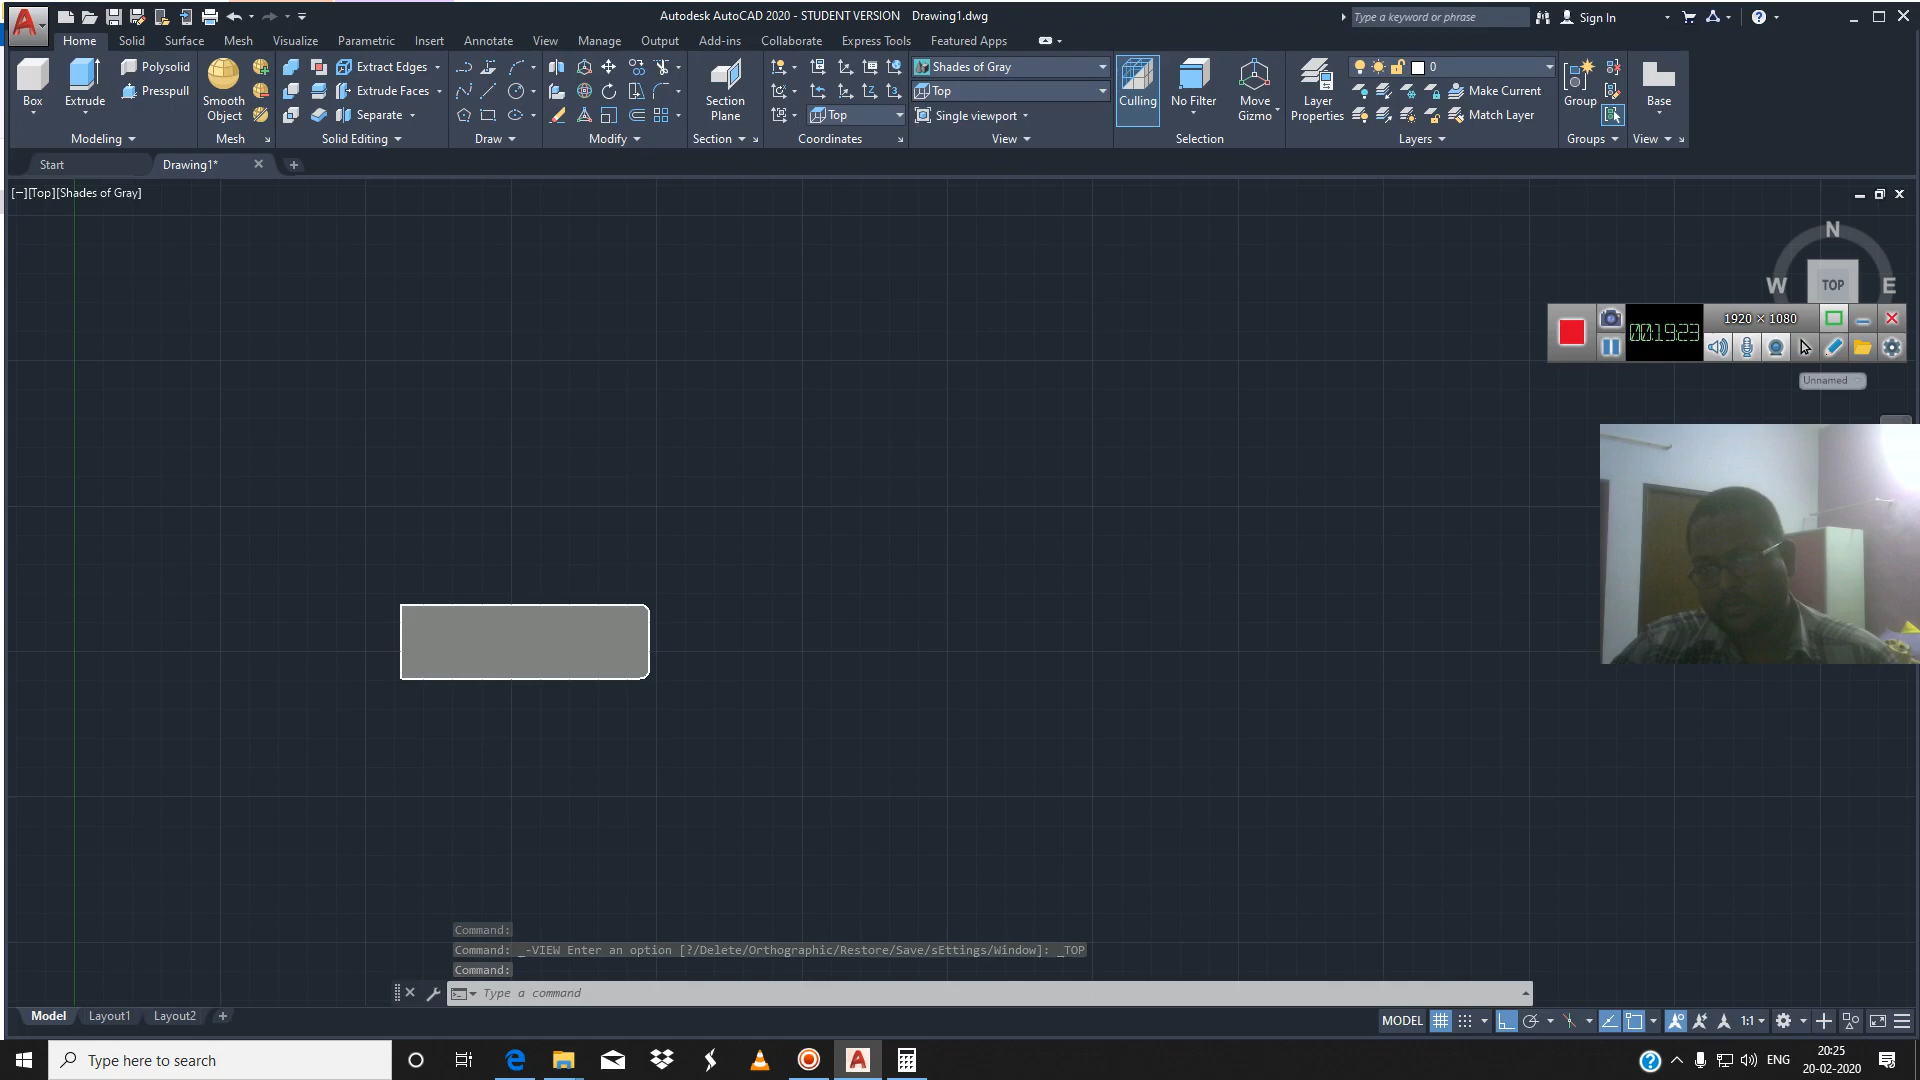 Autodesk AutoCAD 2020 - STUDENT VERSION Drawing1.dwg
Type a keyword or phrase
Sign In
Home Solid Surface Mesh Visualize Parametric Insert Annotate View Manage Output Add-ins Collaborate Express Tools Featured Apps
Box
Extrude
Polysolid
Presspull
Modeling
Smooth
Object
Mesh
Extract Edges
Extrude Faces
Separate
Solid Editing
Draw
Modify
Section
Plane
Section
Top
Coordinates
Shades of Gray
Top
Single viewport
View
Culling
No Filter
Move
Gizmo
Selection
Layer
Properties
0
Make Current
Match Layer
Layers
Group
Groups
Base
View
Start
Drawing1*
[−][Top][Shades of Gray]
N
W
TOP
E
00:19:23
1920 × 1080
Unnamed
Command:
Command: _-VIEW Enter an option [?/Delete/Orthographic/Restore/Save/sEttings/Window]: _TOP
Command:
Type a command
Model Layout1 Layout2
MODEL
1:1
Type here to search
ENG
20:25
20-02-2020